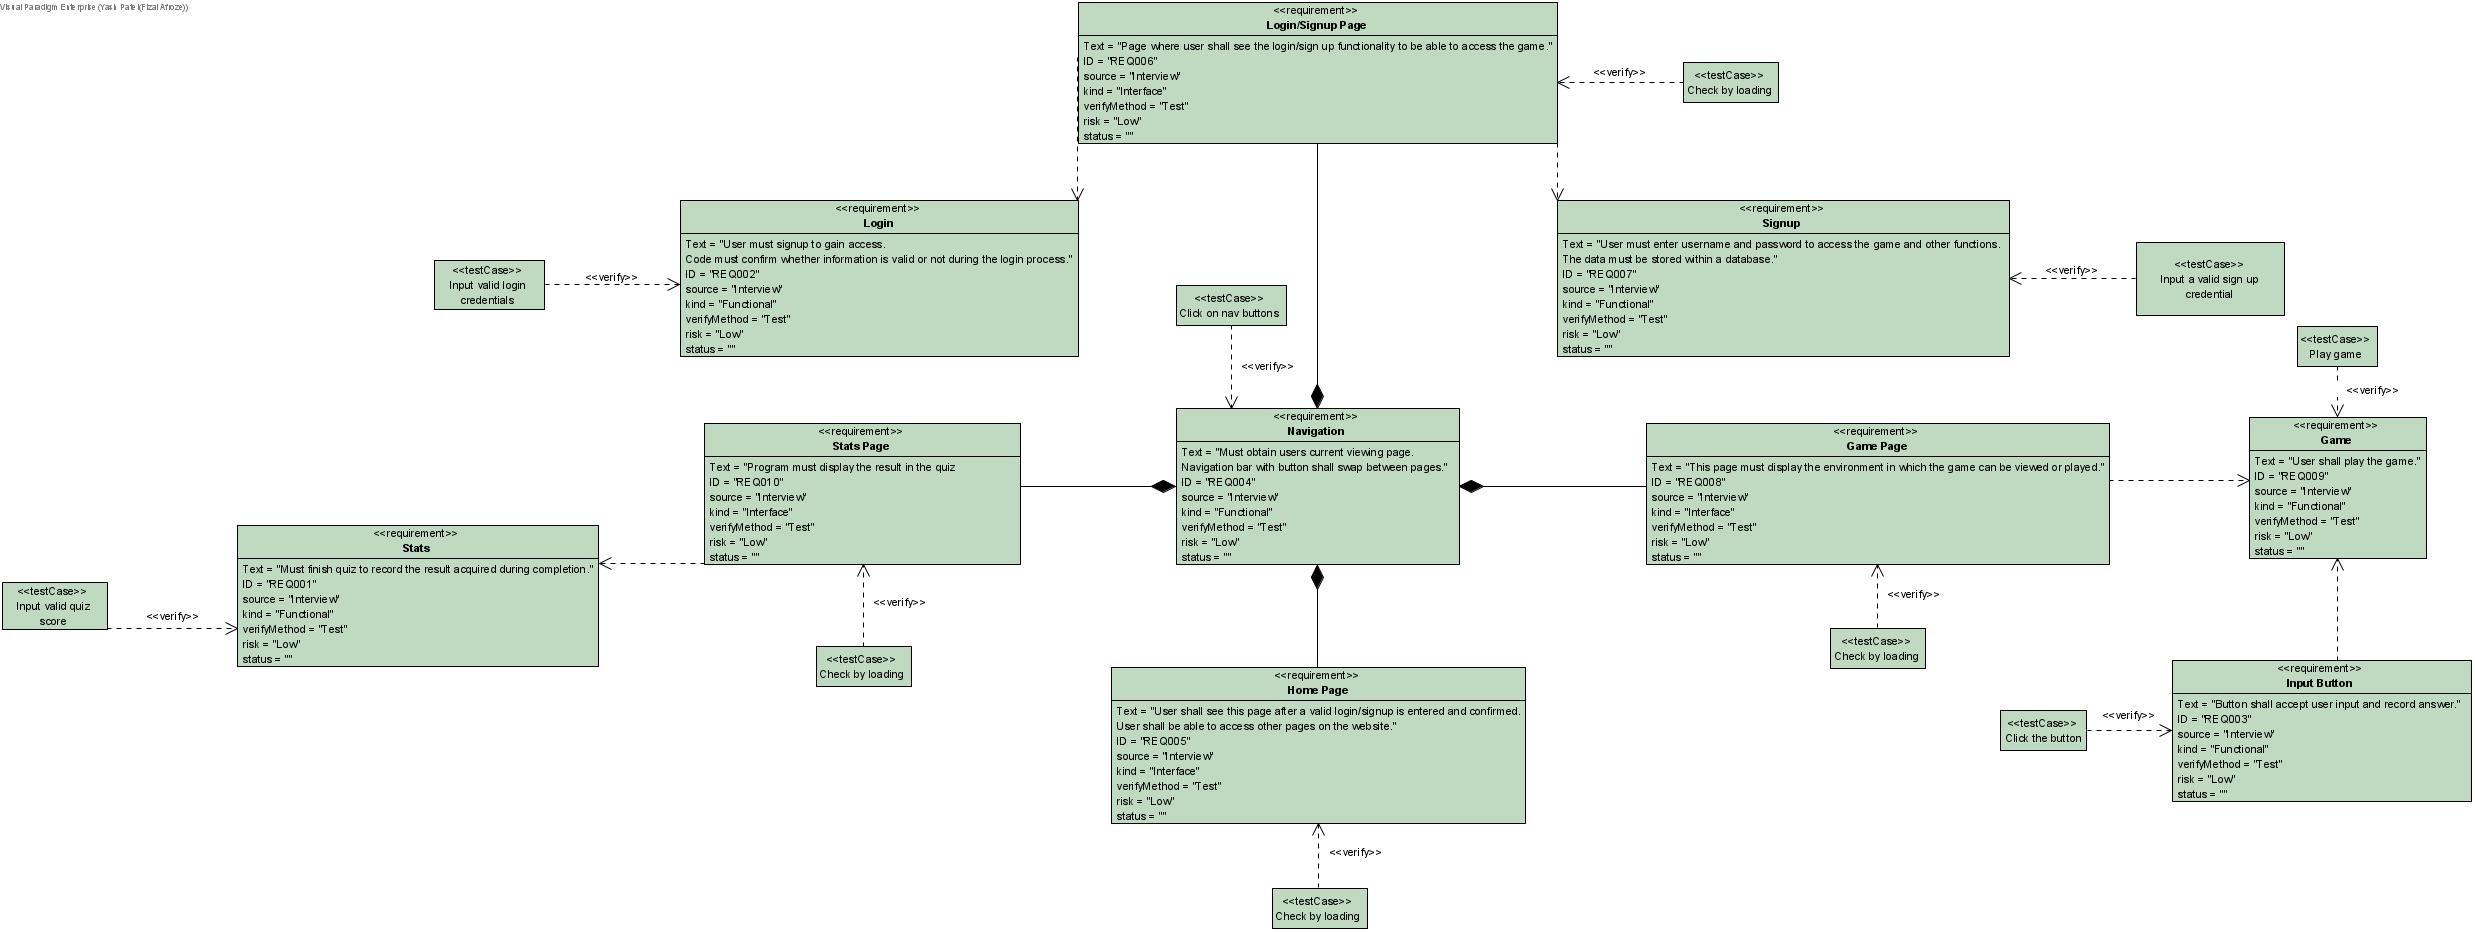 Visual Paradigm Enterprise (Yash Patel(Fizal Afroze))
<<requirement>>
Login/Signup Page
Text = "Page where user shall see the login/sign up functionality to be able to access the game."
ID = "REQ006"
source = "Interview"
kind = "Interface"
verifyMethod = "Test"
risk = "Low"
status = ""
<<verify>>
<<testCase>>
Check by loading
<<requirement>>
Login
Text = "User must signup to gain access.
Code must confirm whether information is valid or not during the login process."
ID = "REQ002"
source = "Interview"
kind = "Functional"
verifyMethod = "Test"
risk = "Low"
status = ""
<<testCase>>
Input valid login
credentials
<<verify>>
<<requirement>>
Signup
Text = "User must enter username and password to access the game and other functions.
The data must be stored within a database."
ID = "REQ007"
source = "Interview"
kind = "Functional"
verifyMethod = "Test"
risk = "Low"
status = ""
<<verify>>
<<testCase>>
Input a valid sign up
credential
<<testCase>>
Click on nav buttons
<<verify>>
<<testCase>>
Play game
<<verify>>
<<requirement>>
Stats Page
Text = "Program must display the result in the quiz
ID = "REQ010"
source = "Interview"
kind = "Interface"
verifyMethod = "Test"
risk = "Low"
status = ""
<<requirement>>
Navigation
Text = "Must obtain users current viewing page.
Navigation bar with button shall swap between pages."
ID = "REQ004"
source = "Interview"
kind = "Functional"
verifyMethod = "Test"
risk = "Low"
status = ""
<<requirement>>
Game Page
Text = "This page must display the environment in which the game can be viewed or played."
ID = "REQ008"
source = "Interview"
kind = "Interface"
verifyMethod = "Test"
risk = "Low"
status = ""
<<requirement>>
Game
Text = "User shall play the game."
ID = "REQ009"
source = "Interview"
kind = "Functional"
verifyMethod = "Test"
risk = "Low"
status = ""
<<requirement>>
Stats
Text = "Must finish quiz to record the result acquired during completion."
ID = "REQ001"
source = "Interview"
kind = "Functional"
verifyMethod = "Test"
risk = "Low"
status = ""
<<testCase>>
Input valid quiz
score
<<verify>>
<<verify>>
<<testCase>>
Check by loading
<<verify>>
<<testCase>>
Check by loading
<<requirement>>
Home Page
Text = "User shall see this page after a valid login/signup is entered and confirmed.
User shall be able to access other pages on the website."
ID = "REQ005"
source = "Interview"
kind = "Interface"
verifyMethod = "Test"
risk = "Low"
status = ""
<<verify>>
<<testCase>>
Check by loading
<<requirement>>
Input Button
Text = "Button shall accept user input and record answer."
ID = "REQ003"
source = "Interview"
kind = "Functional"
verifyMethod = "Test"
risk = "Low"
status = ""
<<testCase>>
Click the button
<<verify>>